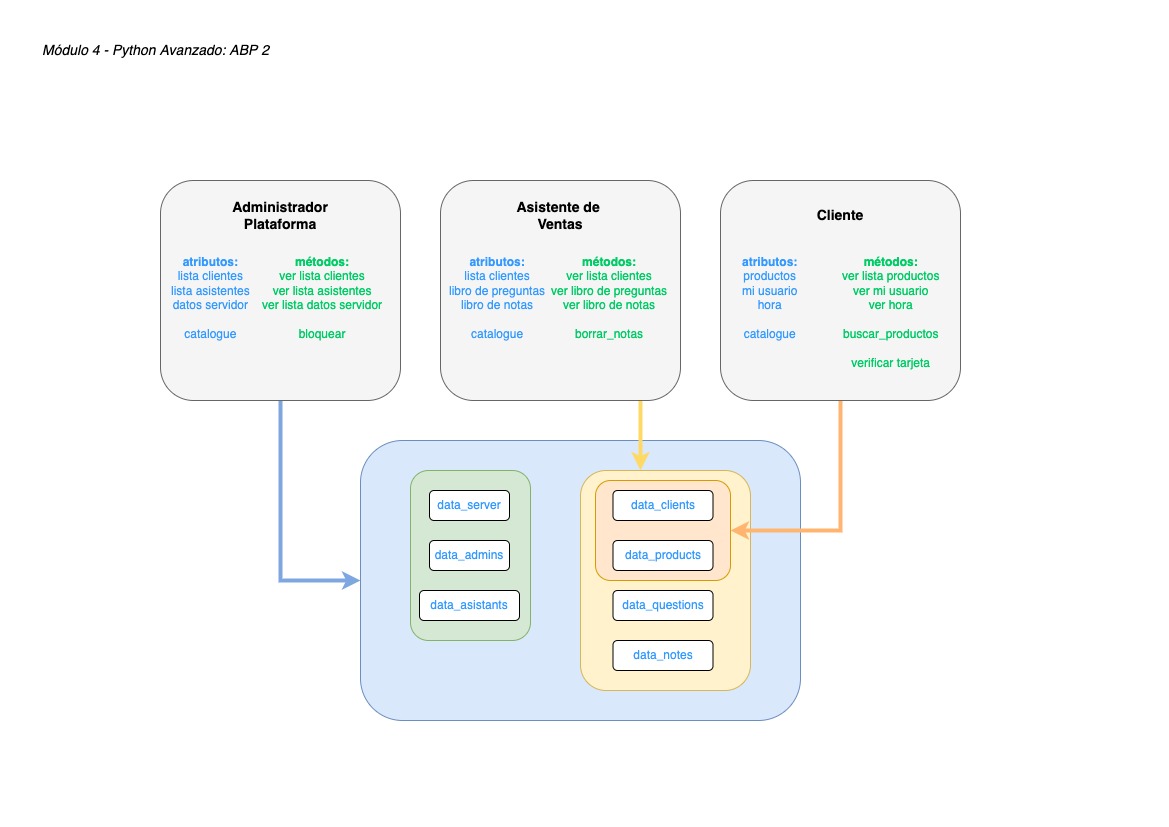 Módulo 4 - Python Avanzado: ABP 2
Administrador
Plataforma
atributos:
lista clientes
lista asistentes
datos servidor
catalogue
métodos:
ver lista clientes
ver lista asistentes
ver lista datos servidor
bloquear
Asistente de
Ventas
atributos:
lista clientes
libro de preguntas
libro de notas
catalogue
métodos:
ver lista clientes
ver libro de preguntas
ver libro de notas
borrar_notas
Cliente
atributos:
productos
mi usuario
hora
catalogue
métodos:
ver lista productos
ver mi usuario
ver hora
buscar_productos
verificar tarjeta
data_server
data_admins
data_asistants
data_clients
data_products
data_questions
data_notes